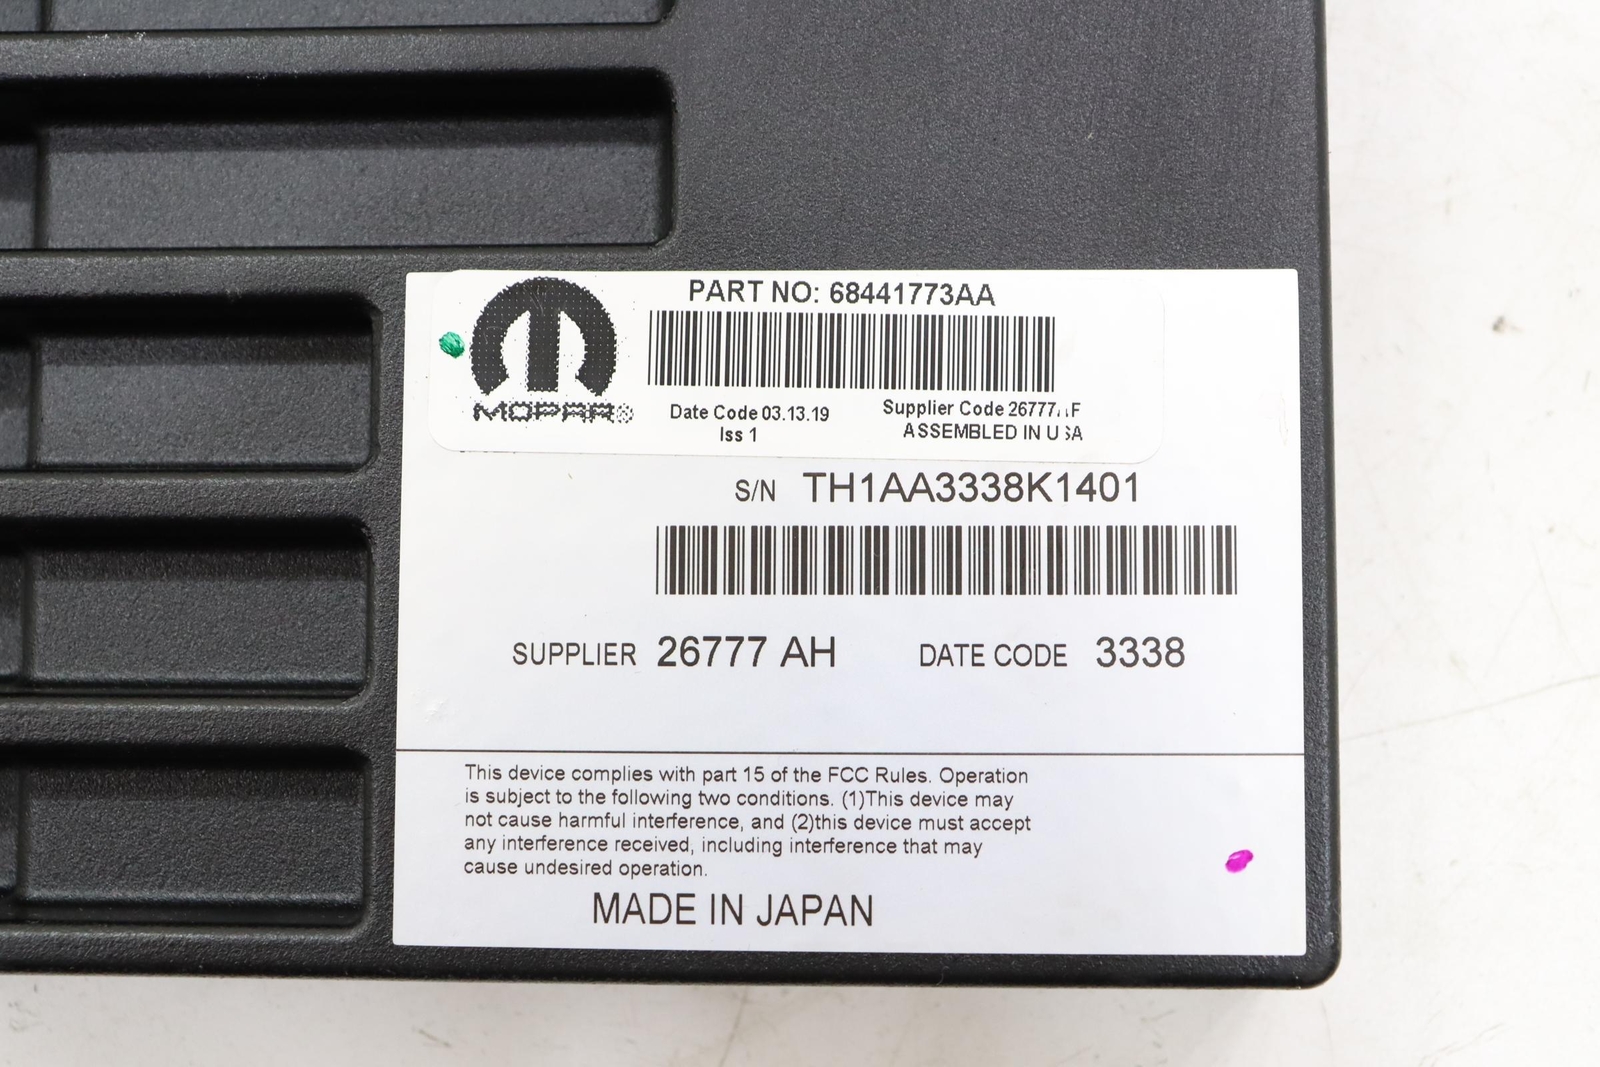 PART NO: 68441773AA
MOPAR®
Date Code 03.13.19
Iss 1
Supplier Code
ASSEMBLED IN USA
S/N TH1AA3338K1401
SUPPLIER 26777 AH
DATE CODE 3338
This device complies with part 15 of the FCC Rules. Operation
is subject to the following two conditions. (1)This device may
not cause harmful interference, and (2)this device must accept
any interference received, including interference that may
cause undesired operation.
MADE IN JAPAN